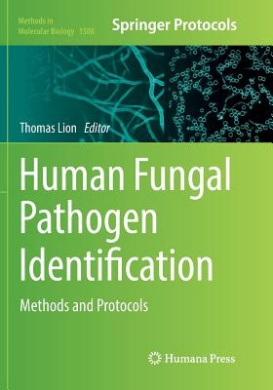 Methods in
Springer Protocols
Molecular Biology 1508
Thomas Lion Editor
Human Fungal
Pathogen
Identification
Methods and Protocols
Humana Press